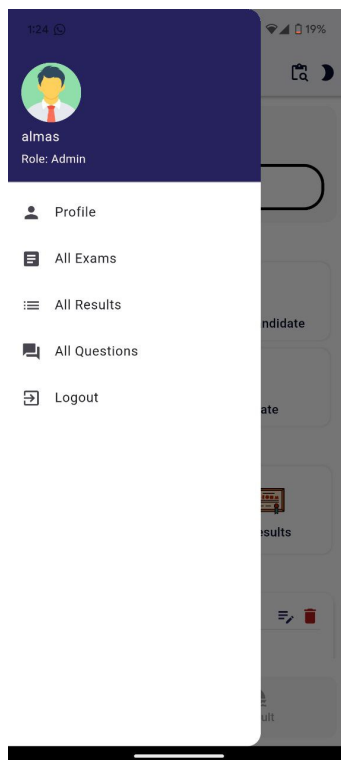 1:24
19%
almas
Role: Admin
Profile
All Exams
All Results
ndidate
All Questions
Logout
ate
esults
ult